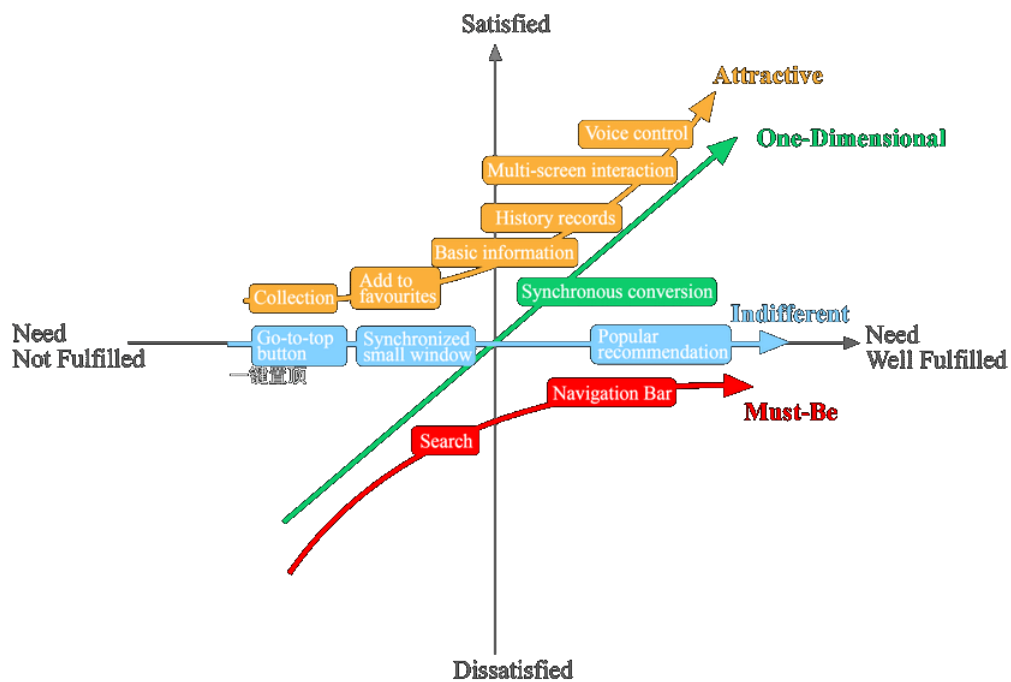 Satisfied
Attractive
Voice control
One-Dimensional
Multi-screen interaction
History records
Basic information
Add to
favourites
Collection
Synchronous conversion
Indifferent
Need
Not Fulfilled
Go-to-top
button
一键置顶
Synchronized
small window
Popular
recommendation
Need
Well Fulfilled
Navigation Bar
Must-Be
Search
Dissatisfied